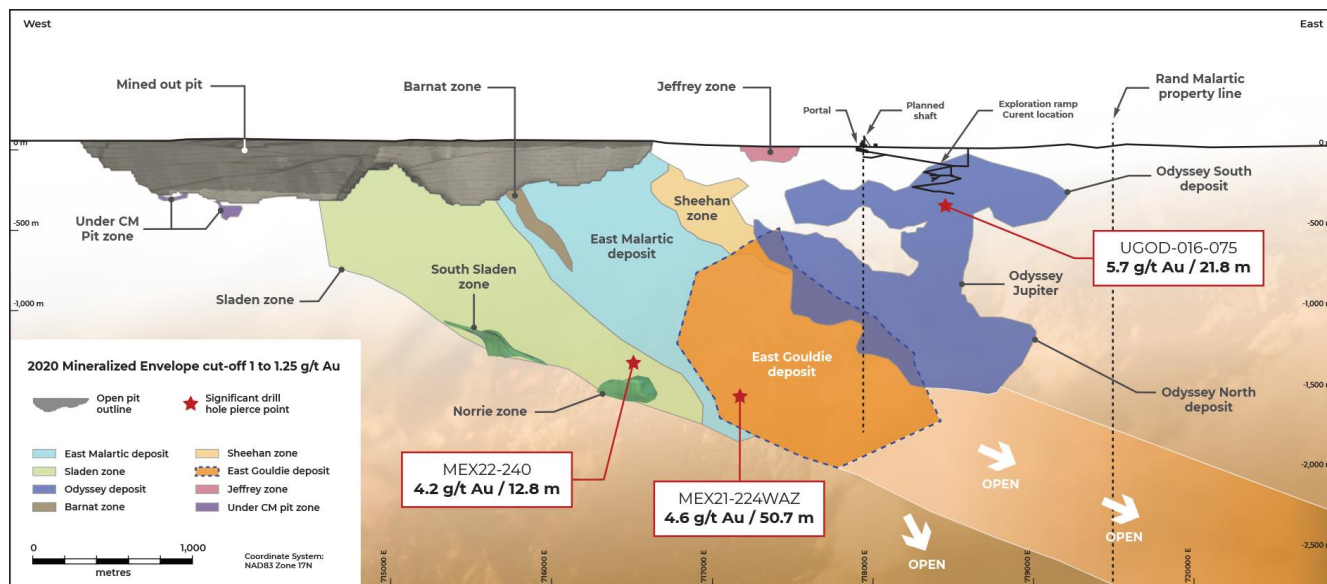 West
East
Mined out pit
Barnat zone
Jeffrey zone
Portal
Planned
shaft
Exploration ramp
Curent location
Rand Malartic
property line
0 m
-500 m
-1,000 m
0 m
-500 m
-1,000 m
-1,500 m
-2,000 m
-2,500 m
Under CM
Pit zone
Sladen zone
South Sladen
zone
East Malartic
deposit
Sheehan
zone
Odyssey South
deposit
UGOD-016-075
5.7 g/t Au / 21.8 m
Odyssey
Jupiter
East Gouldie
deposit
Odyssey North
deposit
Norrie zone
MEX22-240
4.2 g/t Au / 12.8 m
MEX21-224WAZ
4.6 g/t Au / 50.7 m
OPEN
OPEN
OPEN
2020 Mineralized Envelope cut-off 1 to 1.25 g/t Au
Open pit
outline
Significant drill
hole pierce point
East Malartic deposit
Sladen zone
Odyssey deposit
Barnat zone
Sheehan zone
East Gouldie deposit
Jeffrey zone
Under CM pit zone
0 1,000
metres
Coordinate System:
NAD83 Zone 17N
715000 E
716000 E
717000 E
718000 E
719000 E
720000 E